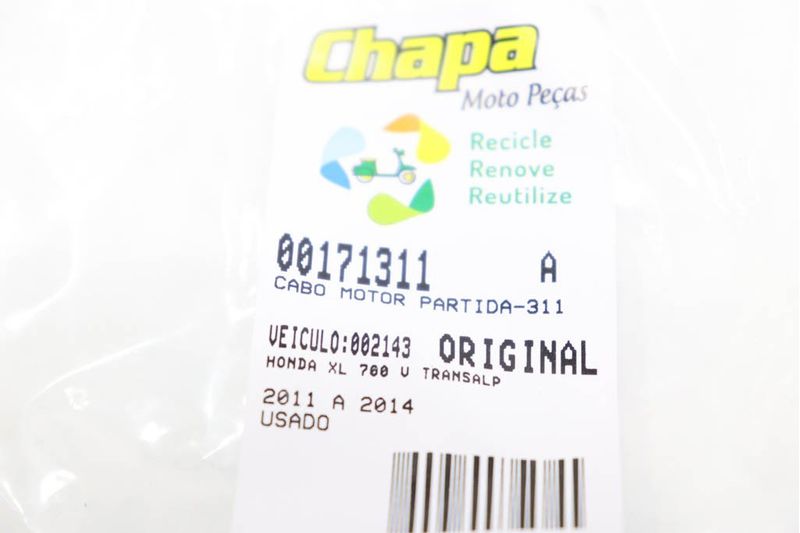 Chapa
Moto Peças
Recicle
Renove
Reutilize
00171311 A
CABO MOTOR PARTIDA-311
VEICULO:002143 ORIGINAL
HONDA XL 700 V TRANSALP
2011 A 2014
USADO